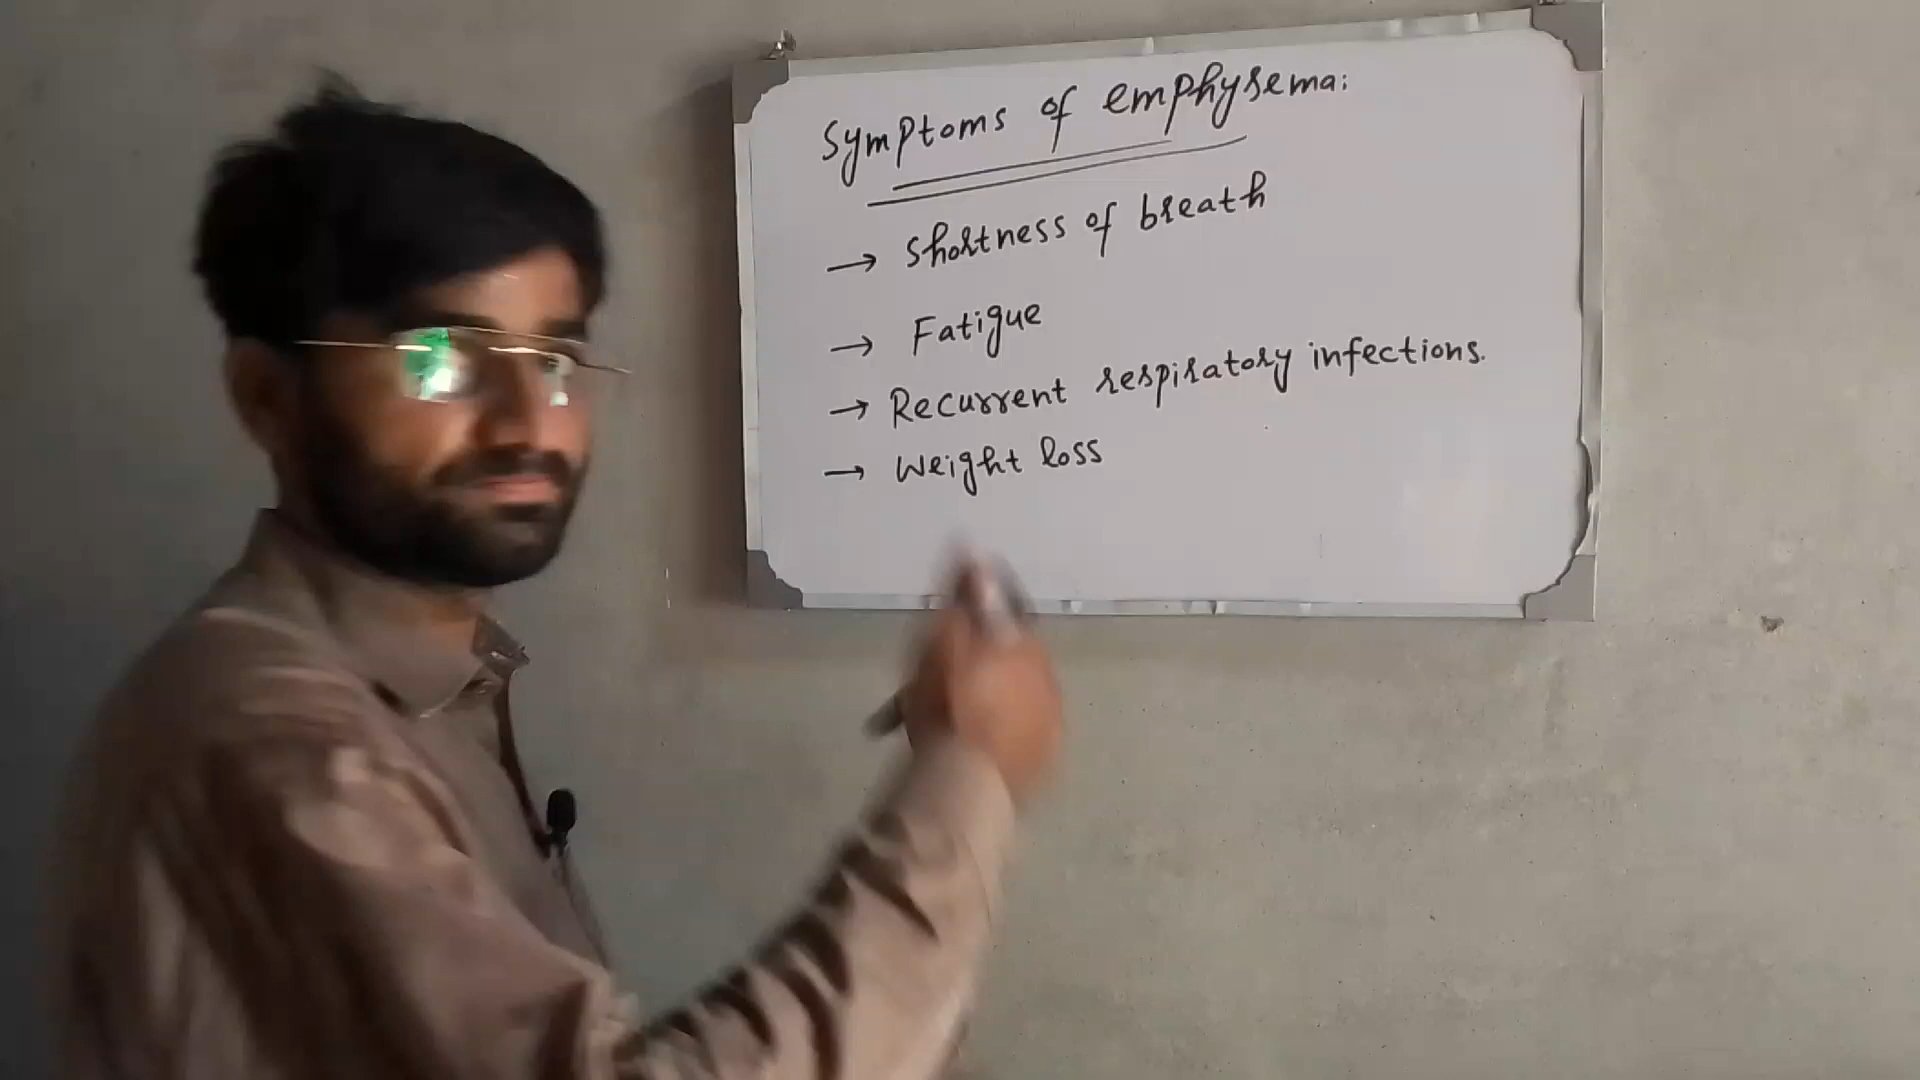 Symptoms of emphysema:
→ Shortness of breath
→ Fatigue
→ Recurrent respiratory infections.
→ Weight loss